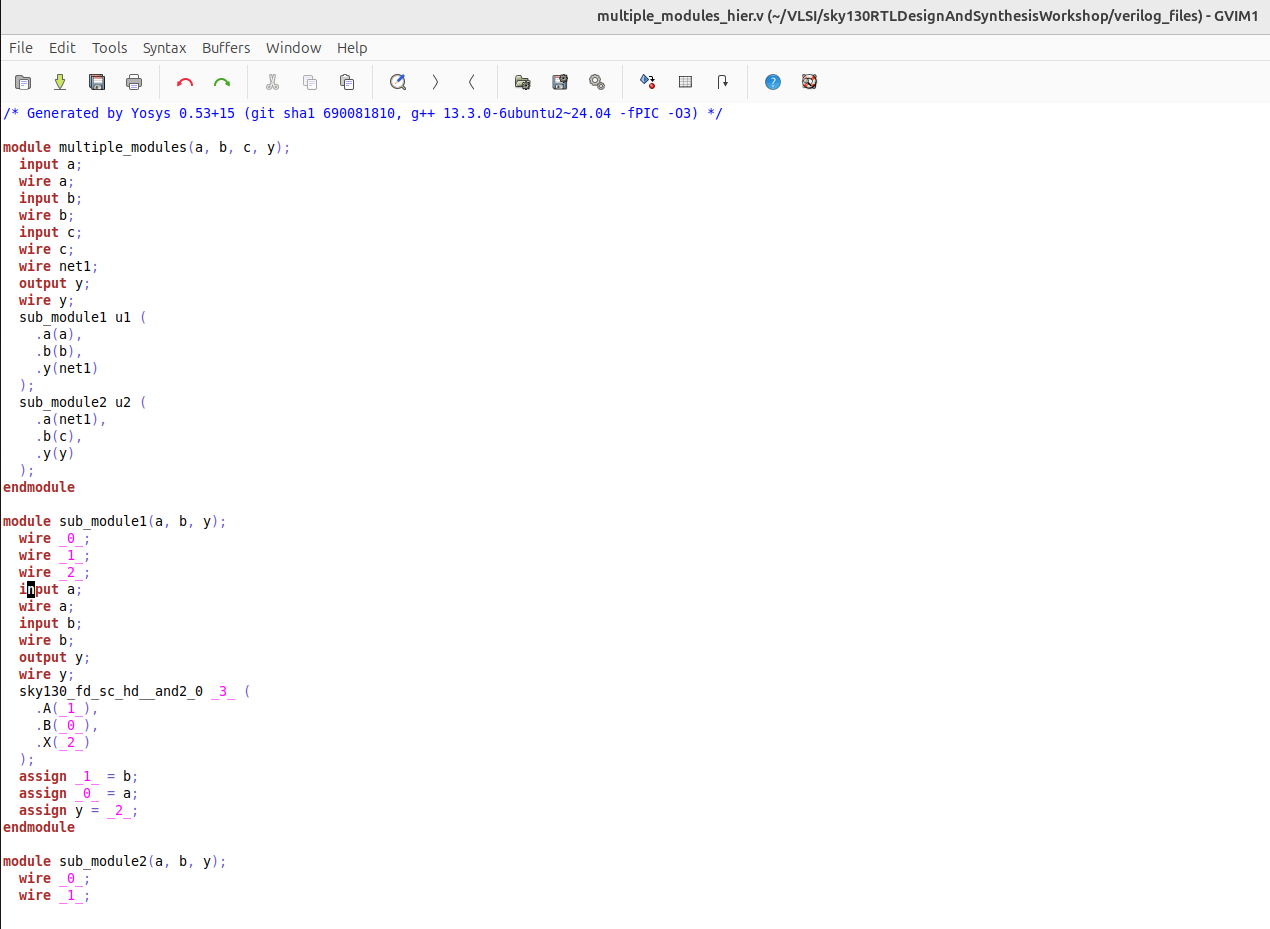 multiple_modules_hier.v (~/VLSI/sky130RTLDesignAndSynthesisWorkshop/verilog_files) - GVIM1
File Edit Tools Syntax Buffers Window Help
/* Generated by Yosys 0.53+15 (git sha1 690081810, g++ 13.3.0-6ubuntu2~24.04 -fPIC -O3) */

module multiple_modules(a, b, c, y);
  input a;
  wire a;
  input b;
  wire b;
  input c;
  wire c;
  wire net1;
  output y;
  wire y;
  sub_module1 u1 (
    .a(a),
    .b(b),
    .y(net1)
  );
  sub_module2 u2 (
    .a(net1),
    .b(c),
    .y(y)
  );
endmodule

module sub_module1(a, b, y);
  wire _0_;
  wire _1_;
  wire _2_;
  input a;
  wire a;
  input b;
  wire b;
  output y;
  wire y;
  sky130_fd_sc_hd__and2_0 _3_ (
    .A(_1_),
    .B(_0_),
    .X(_2_)
  );
  assign _1_ = b;
  assign _0_ = a;
  assign y = _2_;
endmodule

module sub_module2(a, b, y);
  wire _0_;
  wire _1_;